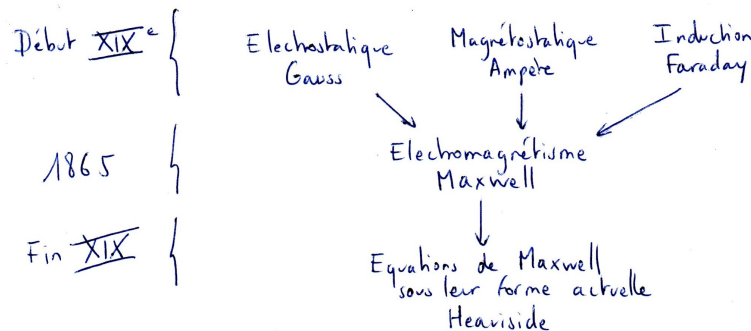 Début XIXe
Electrostatique
Gauss
Magnétostatique
Ampère
Induction
Faraday
1865
Electromagnétisme
Maxwell
Fin XIX
Equations de Maxwell
sous leur forme actuelle
Heaviside